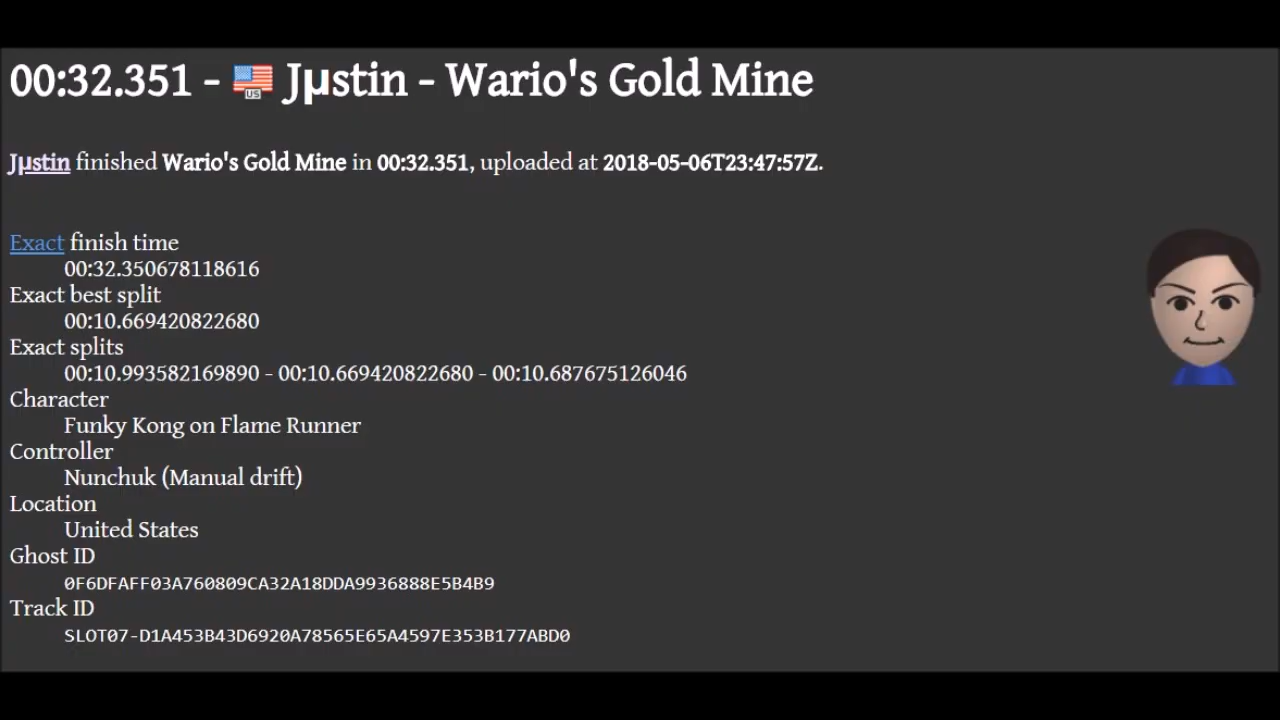 00:32.351 - US Jµstin - Wario's Gold Mine
Jµstin finished Wario's Gold Mine in 00:32.351, uploaded at 2018-05-06T23:47:57Z.
Exact finish time
00:32.350678118616
Exact best split
00:10.669420822680
Exact splits
00:10.993582169890 - 00:10.669420822680 - 00:10.687675126046
Character
Funky Kong on Flame Runner
Controller
Nunchuk (Manual drift)
Location
United States
Ghost ID
0F6DFAFF03A760809CA32A18DDA9936888E5B4B9
Track ID
SLOT07-D1A453B43D6920A78565E65A4597E353B177ABD0